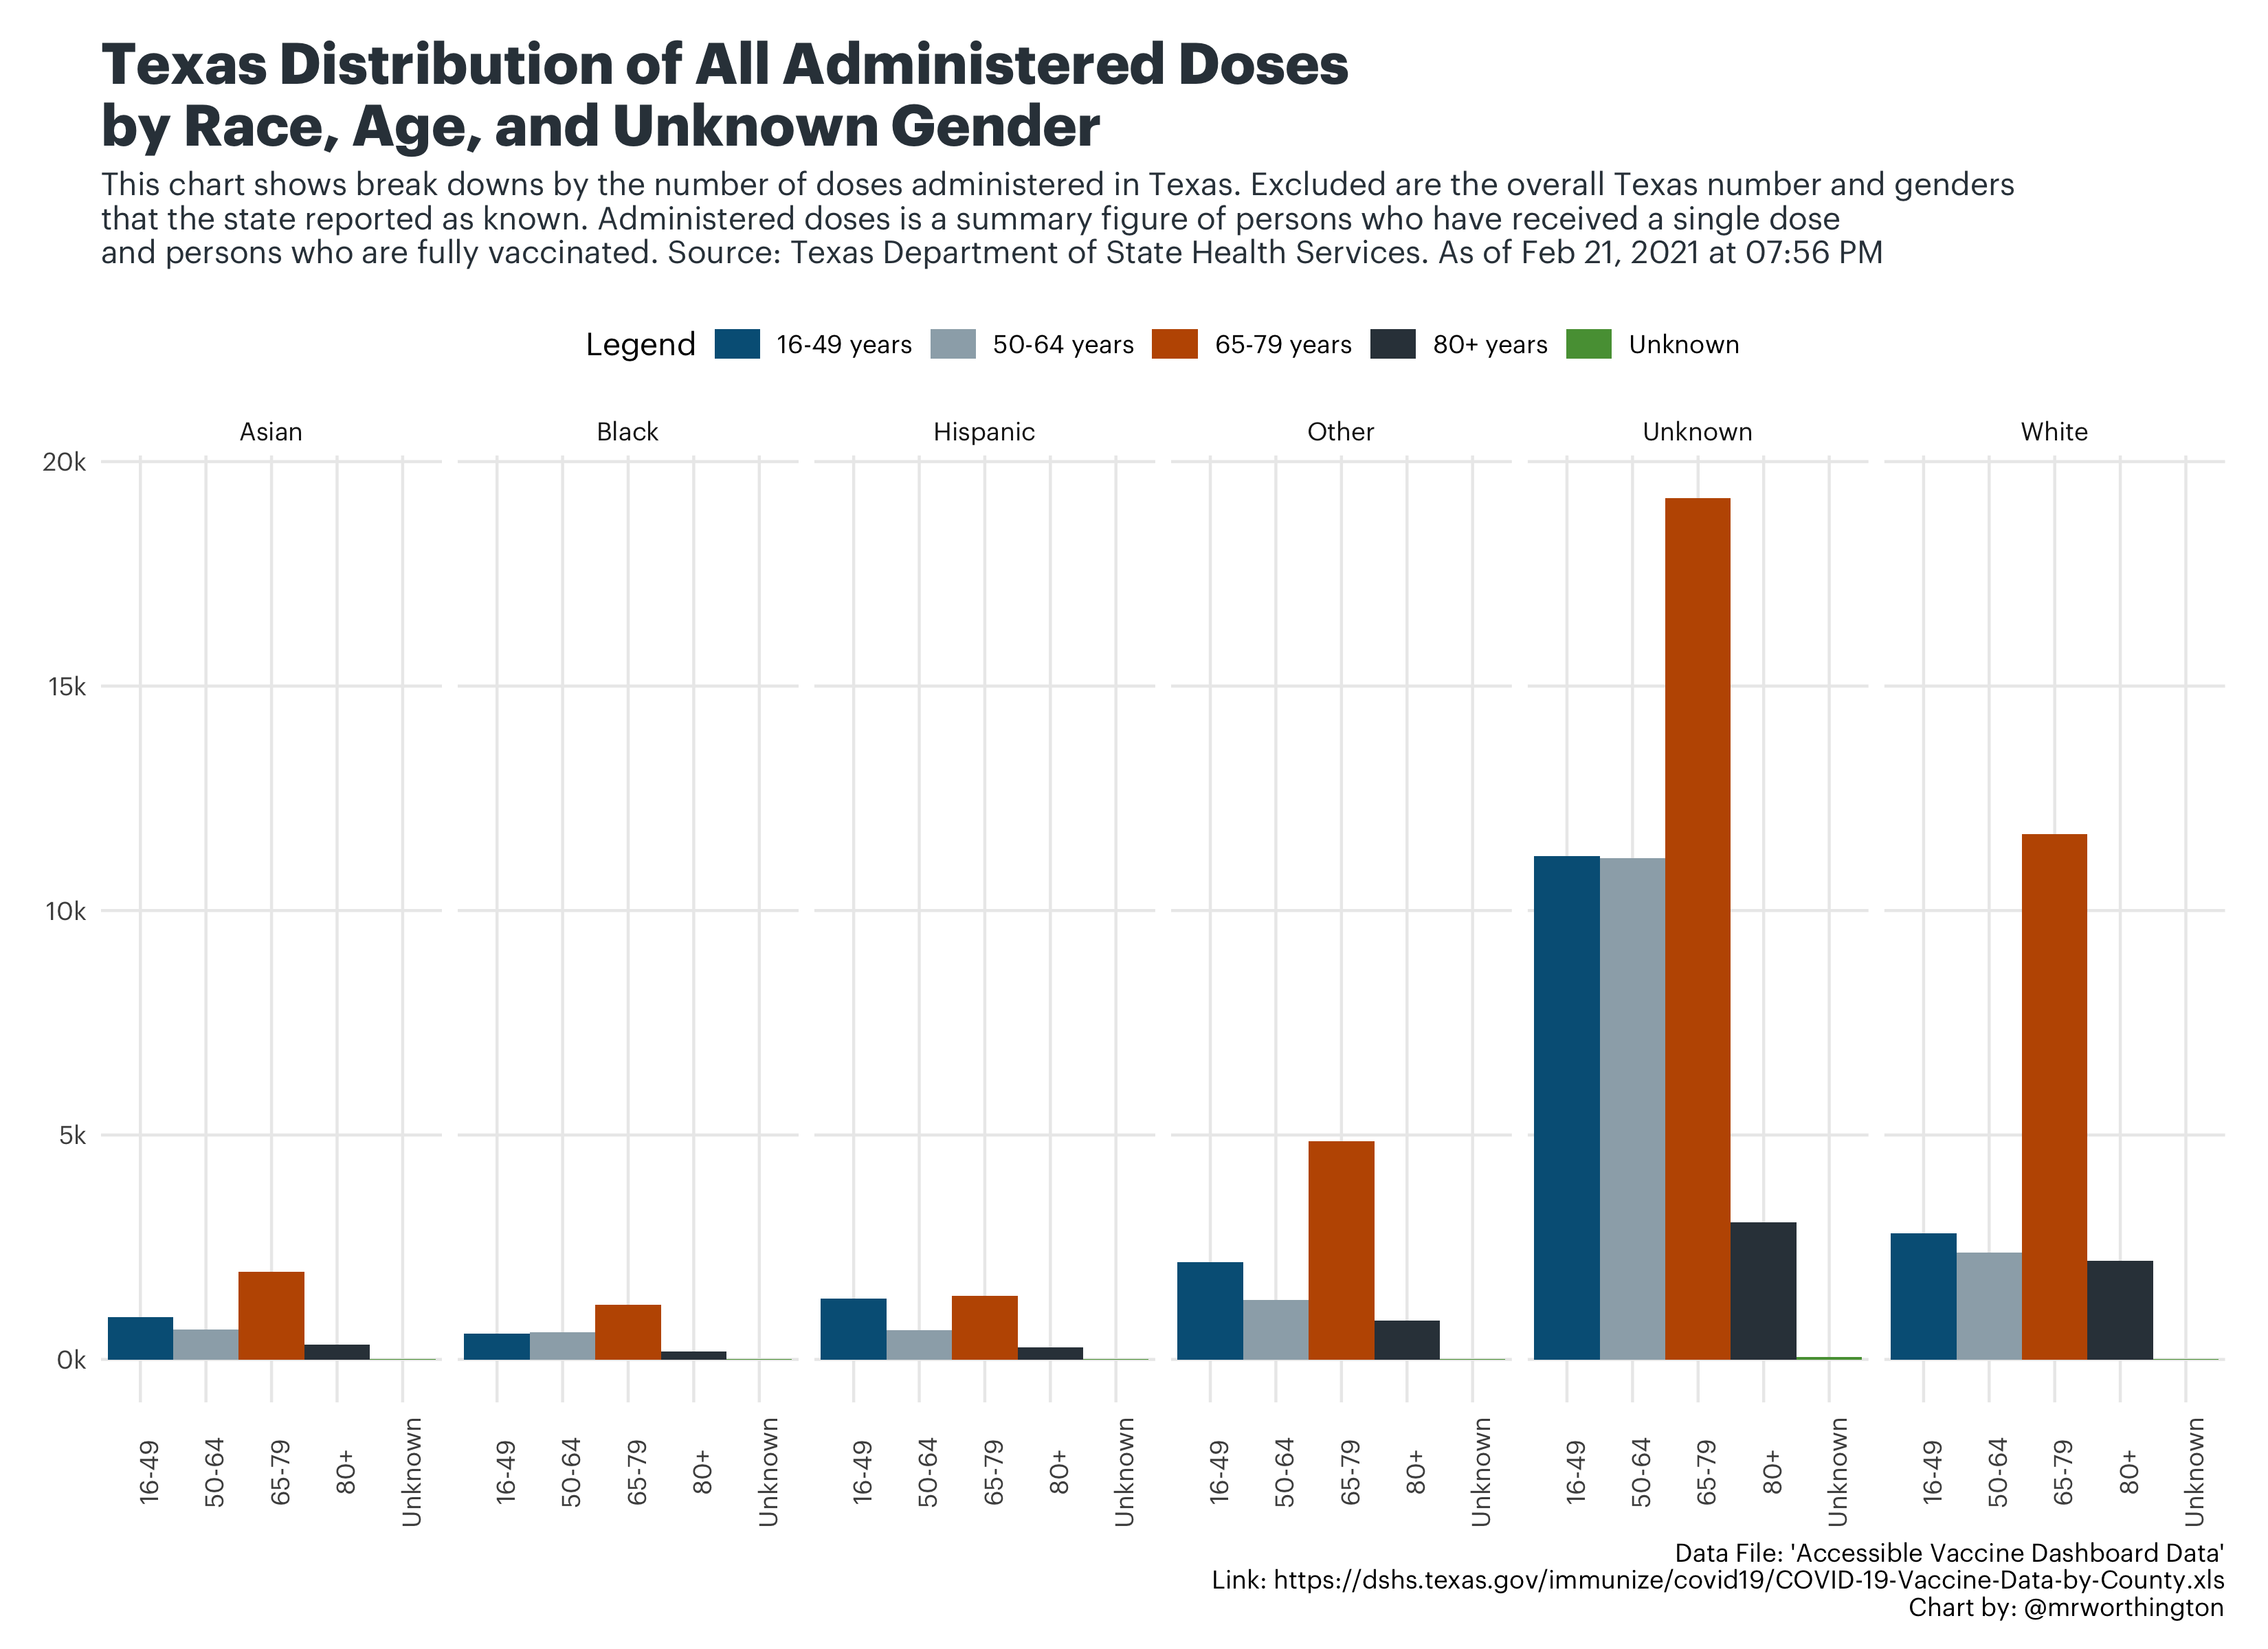 Texas Distribution of All Administered Doses
by Race, Age, and Unknown Gender
This chart shows break downs by the number of doses administered in Texas. Excluded are the overall Texas number and genders
that the state reported as known. Administered doses is a summary figure of persons who have received a single dose
and persons who are fully vaccinated. Source: Texas Department of State Health Services. As of Feb 21, 2021 at 07:56 PM
Legend 16-49 years 50-64 years 65-79 years 80+ years Unknown
Asian Black Hispanic Other Unknown White
20k
15k
10k
5k
0k
16-49 50-64 65-79 80+ Unknown 16-49 50-64 65-79 80+ Unknown 16-49 50-64 65-79 80+ Unknown 16-49 50-64 65-79 80+ Unknown 16-49 50-64 65-79 80+ Unknown 16-49 50-64 65-79 80+ Unknown
Data File: 'Accessible Vaccine Dashboard Data'
Link: https://dshs.texas.gov/immunize/covid19/COVID-19-Vaccine-Data-by-County.xls
Chart by: @mrworthington